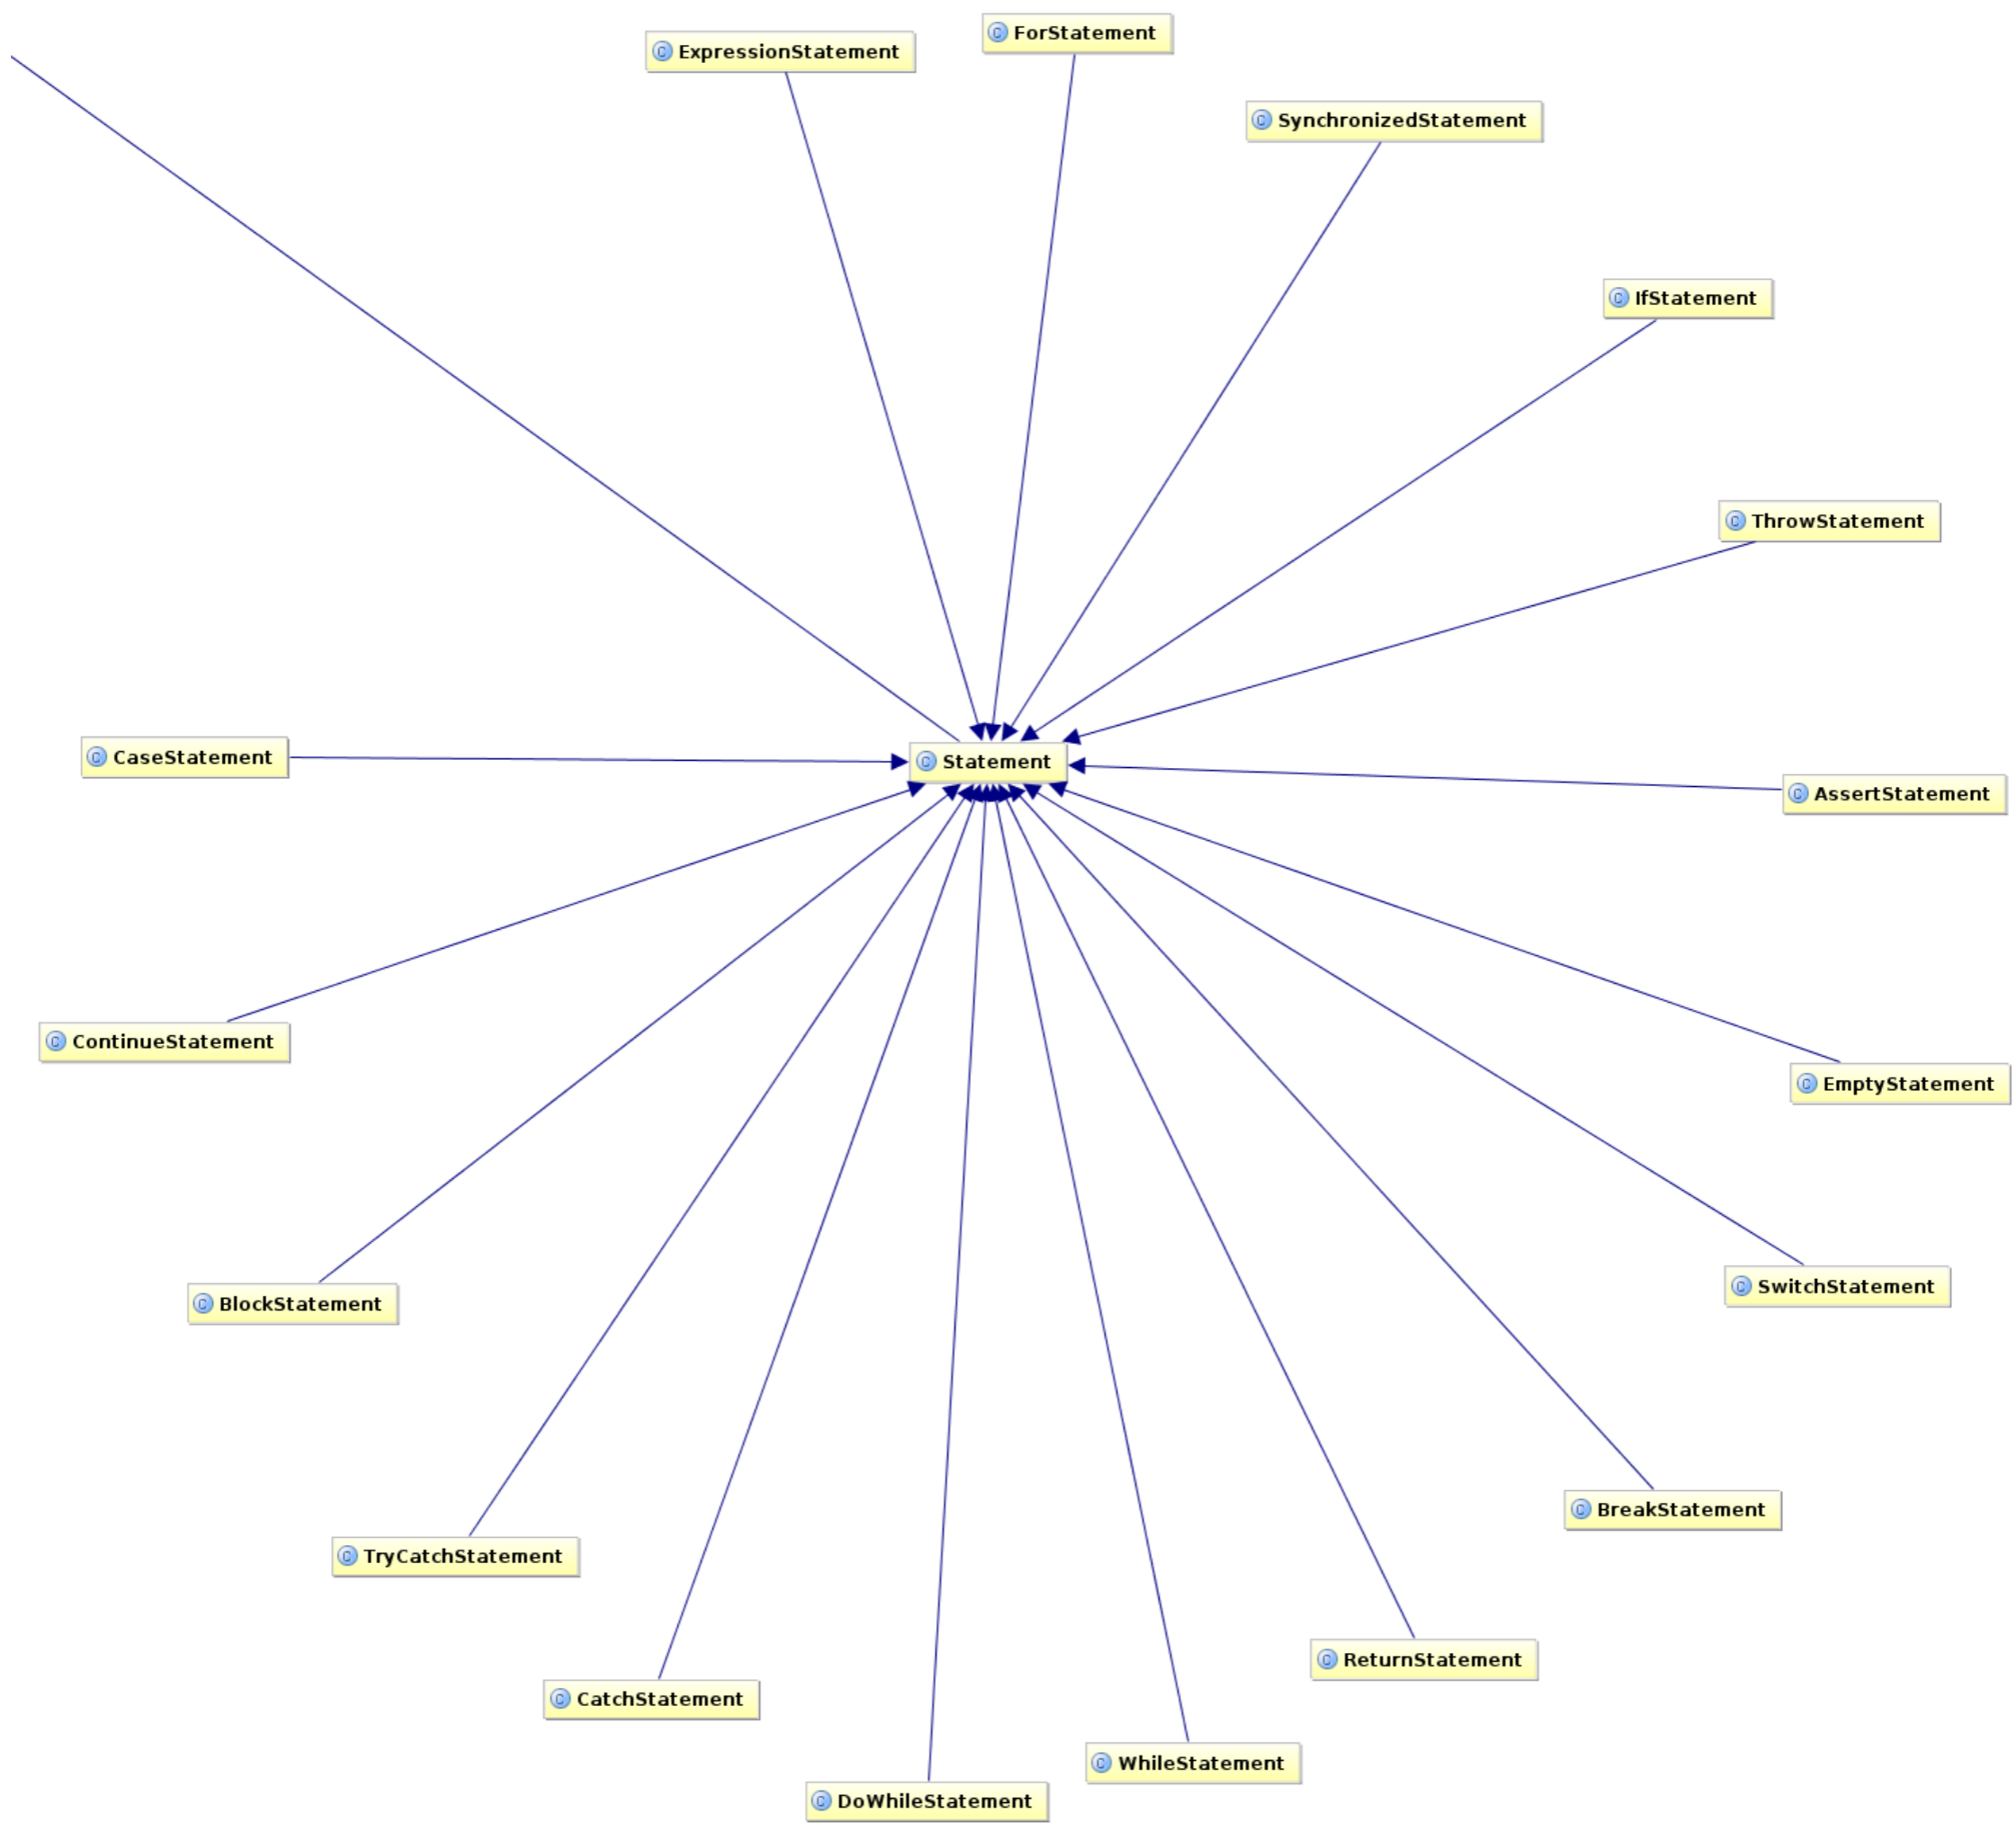 ForStatement
ExpressionStatement
SynchronizedStatement
IfStatement
ThrowStatement
CaseStatement
Statement
AssertStatement
ContinueStatement
EmptyStatement
SwitchStatement
BlockStatement
BreakStatement
TryCatchStatement
ReturnStatement
CatchStatement
WhileStatement
DoWhileStatement